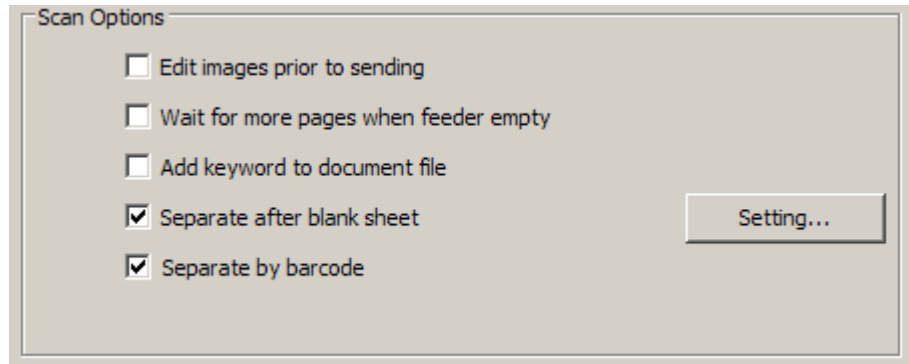 Scan Options
Edit images prior to sending
Wait for more pages when feeder empty
Add keyword to document file
Separate after blank sheet
Setting...
Separate by barcode